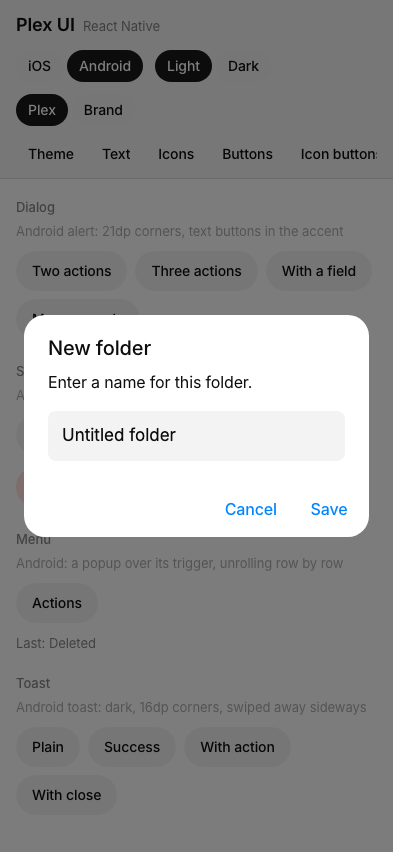 Plex UI React Native
iOS Android Light Dark
Plex Brand
Theme Text Icons Buttons Icon buttons
Dialog
Android alert: 21dp corners, text buttons in the accent
Two actions Three actions With a field
New folder
Enter a name for this folder.
Untitled folder
Cancel Save
Menu
Android: a popup over its trigger, unrolling row by row
Actions
Last: Deleted
Toast
Android toast: dark, 16dp corners, swiped away sideways
Plain Success With action
With close